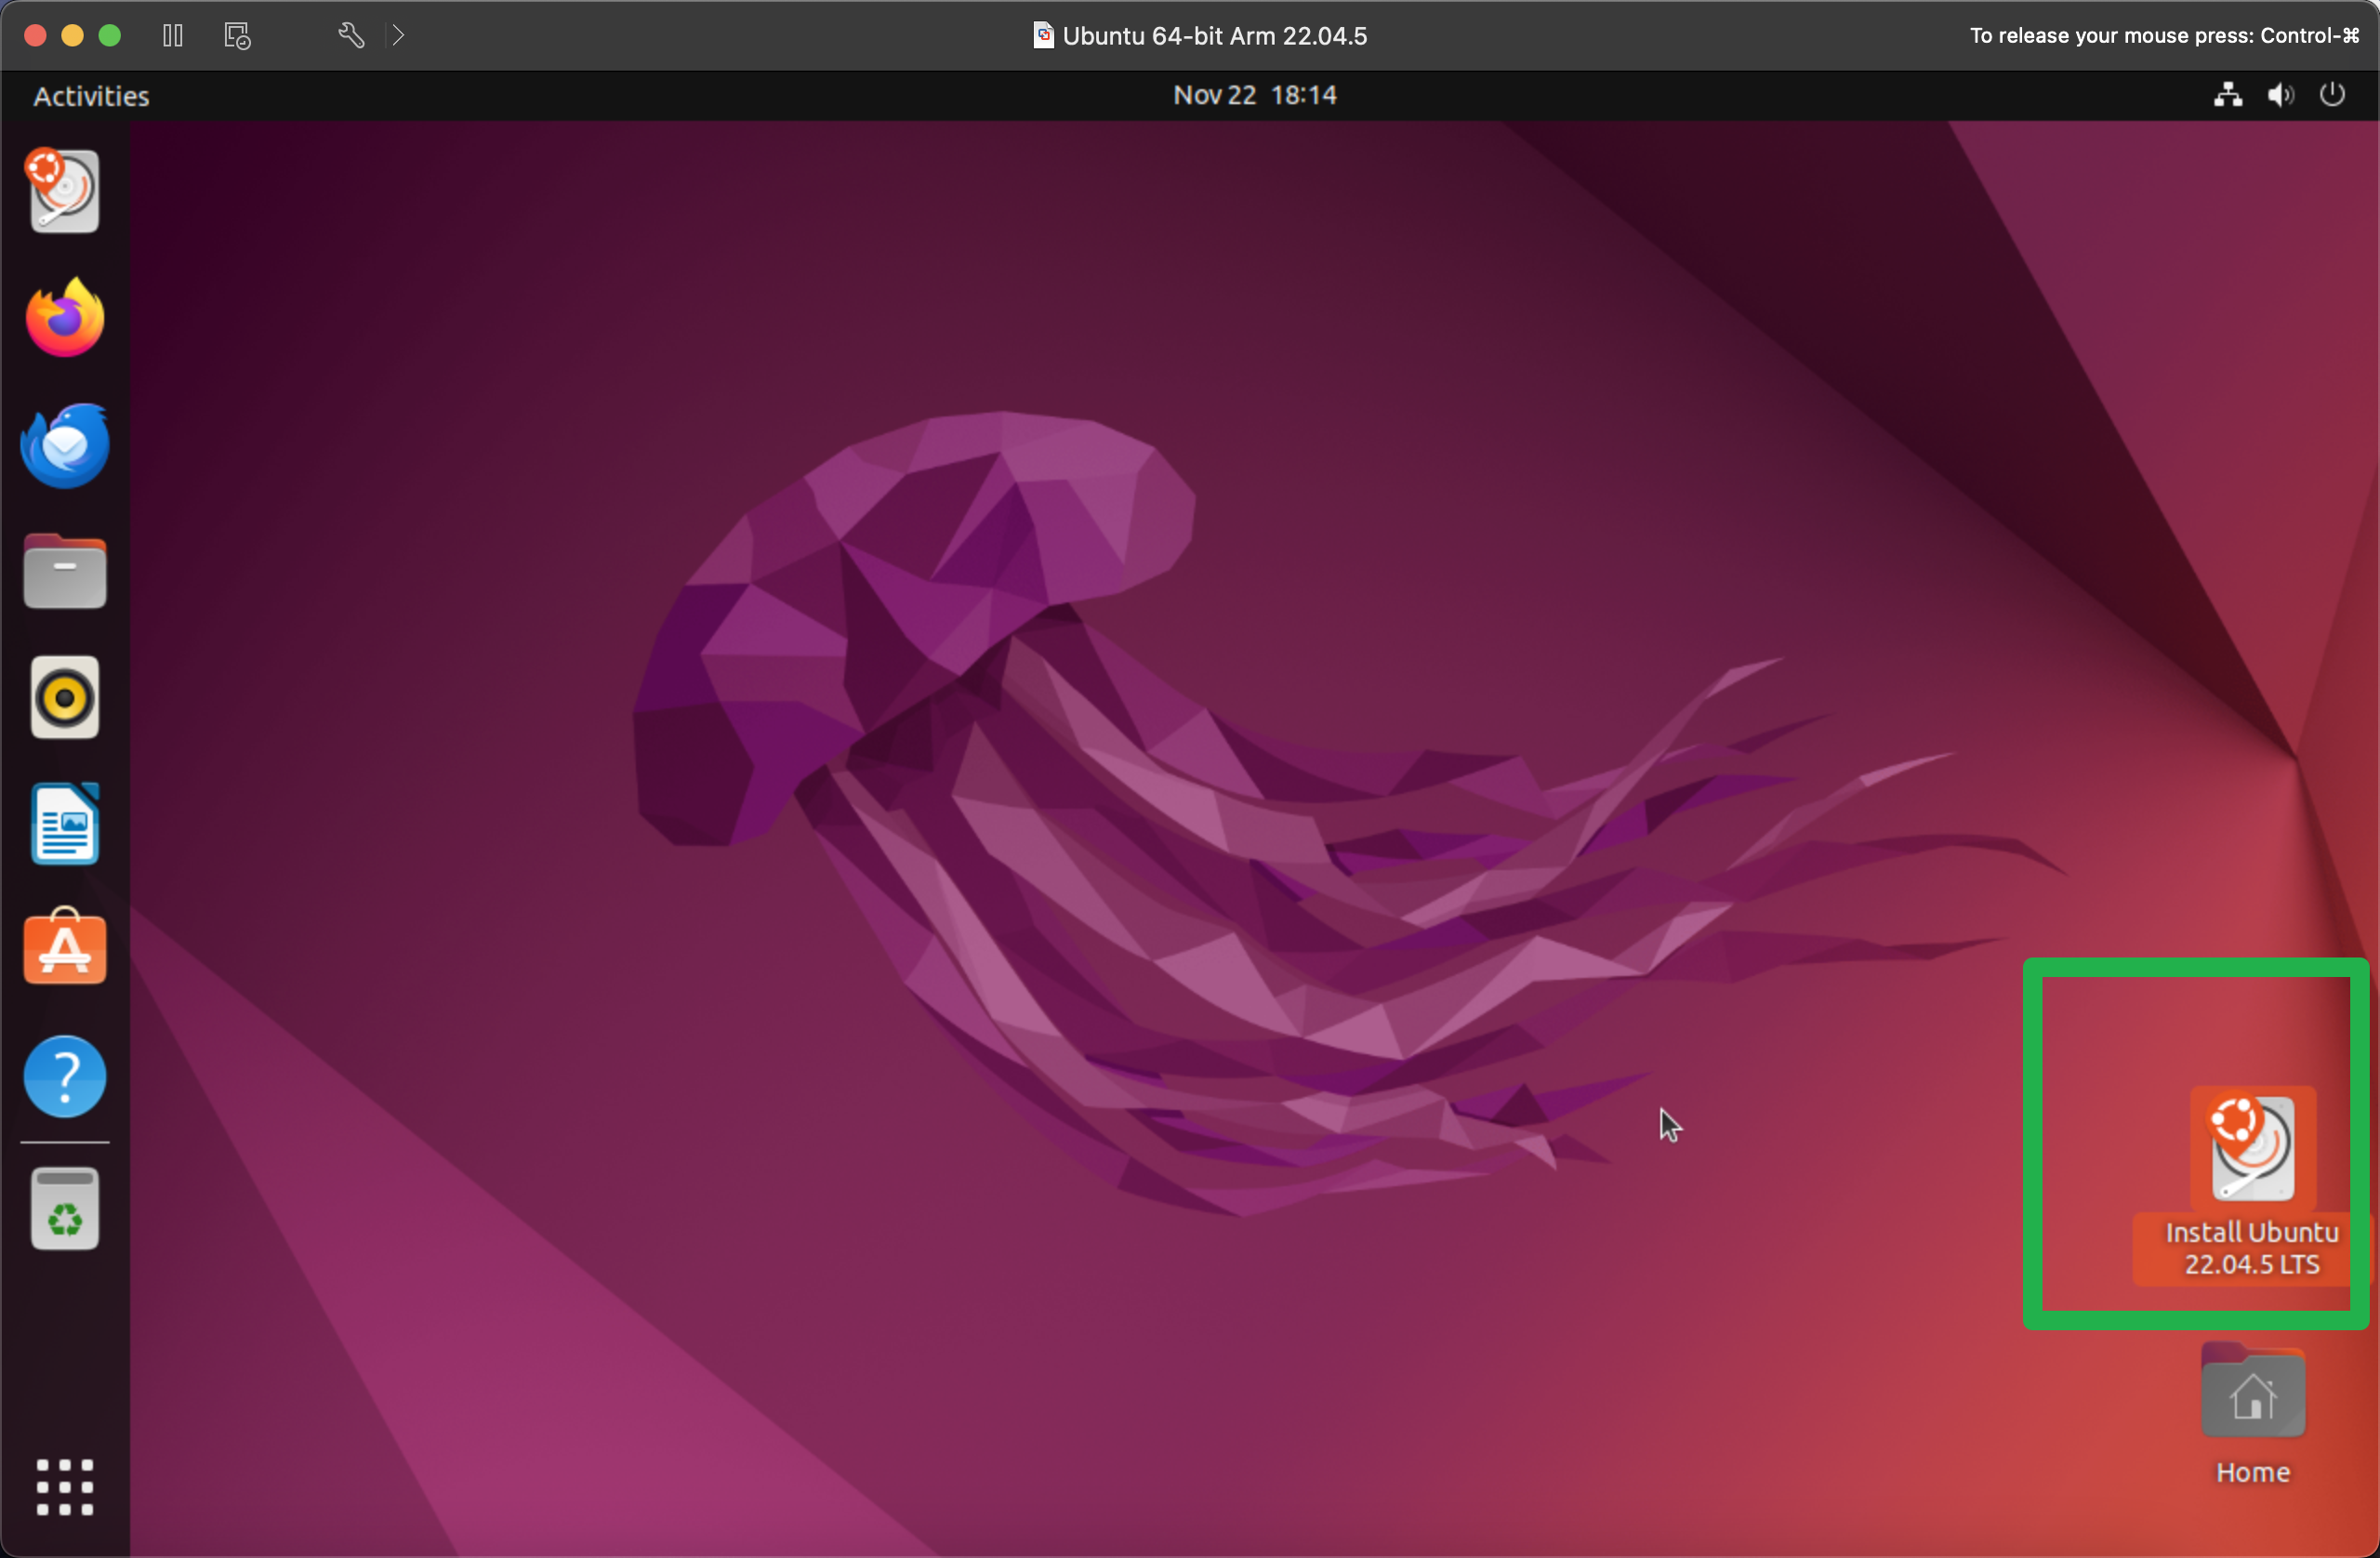 Ubuntu 64-bit Arm 22.04.5
To release your mouse press: Control-⌘
Activities
Nov 22 18:14
Install Ubuntu
22.04.5 LTS
Home